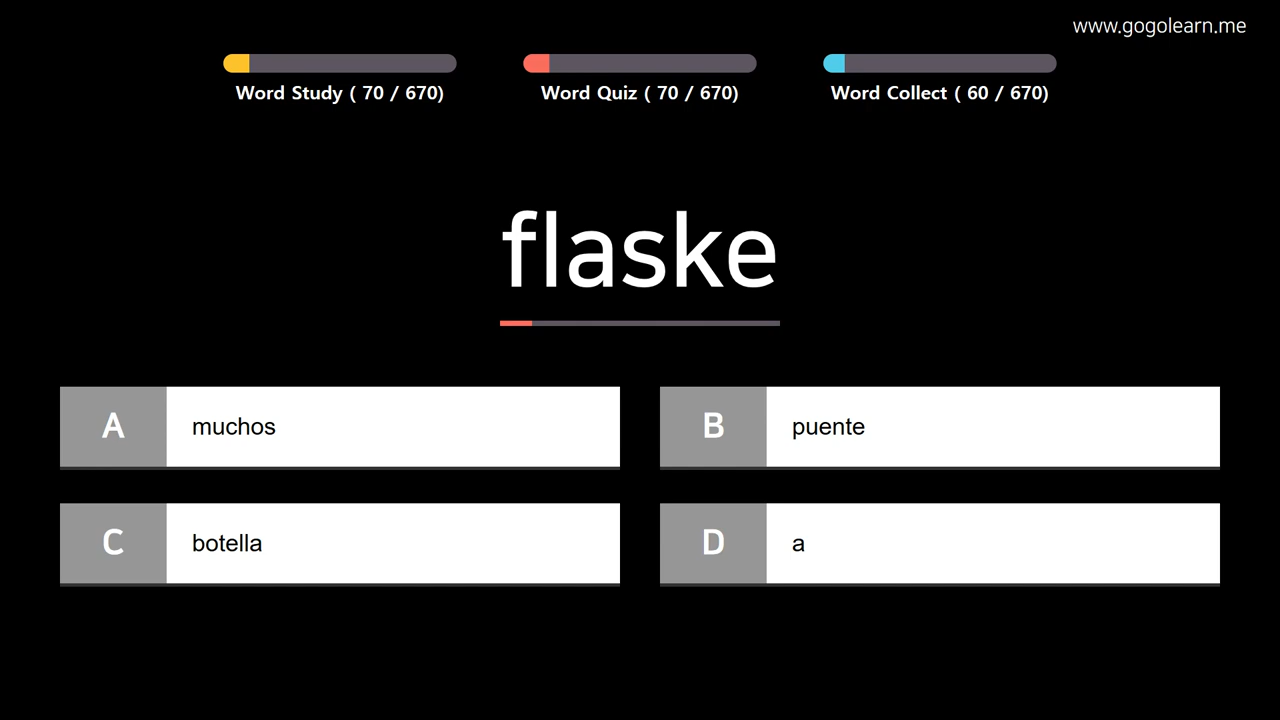 www.gogolearn.me
Word Study ( 70 / 670)
Word Quiz ( 70 / 670)
Word Collect ( 60 / 670)
flaske
A
muchos
B
puente
C
botella
D
a